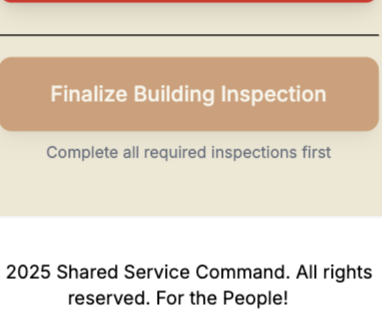 Finalize Building Inspection
Complete all required inspections first
2025 Shared Service Command. All rights
reserved. For the People!